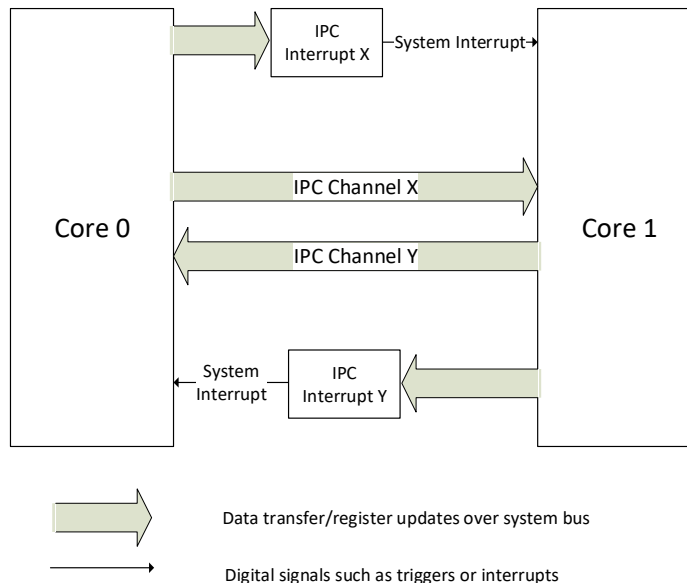 IPC
Interrupt X
System Interrupt
IPC Channel X
Core 0
Core 1
IPC Channel Y
System
Interrupt
IPC
Interrupt Y
Data transfer/register updates over system bus
Digital signals such as triggers or interrupts